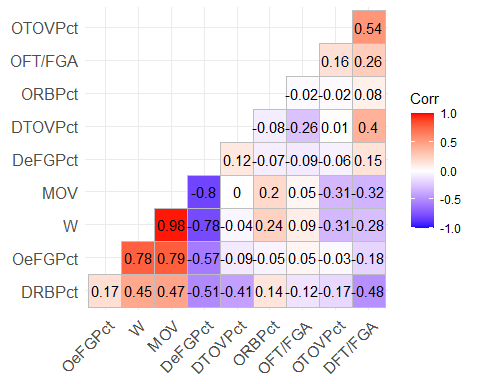 OTOVPct 0.54
OFT/FGA 0.16 0.26
ORBPct -0.02 -0.02 0.08
DTOVPct -0.08 -0.26 0.01 0.4
DeFGPct 0.12 -0.07 -0.09 -0.06 0.15
MOV -0.8 0 0.2 0.05 -0.31 -0.32
W 0.98 -0.78 -0.04 0.24 0.09 -0.31 -0.28
OeFGPct 0.78 0.79 -0.57 -0.09 -0.05 0.05 -0.03 -0.18
DRBPct 0.17 0.45 0.47 -0.51 -0.41 0.14 -0.12 -0.17 -0.48
OeFGPct W MOV DeFGPct DTOVPct ORBPct OFT/FGA OTOVPct DFT/FGA
Corr
1.0
0.5
0.0
-0.5
-1.0